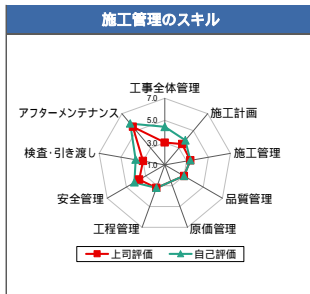 施工管理のスキル
工事全体管理
7.0
アフターメンテナンス
施工計画
5.0
3.0
検査・引き渡し
施工管理
1.0
安全管理
品質管理
工程管理
原価管理
上司評価
自己評価